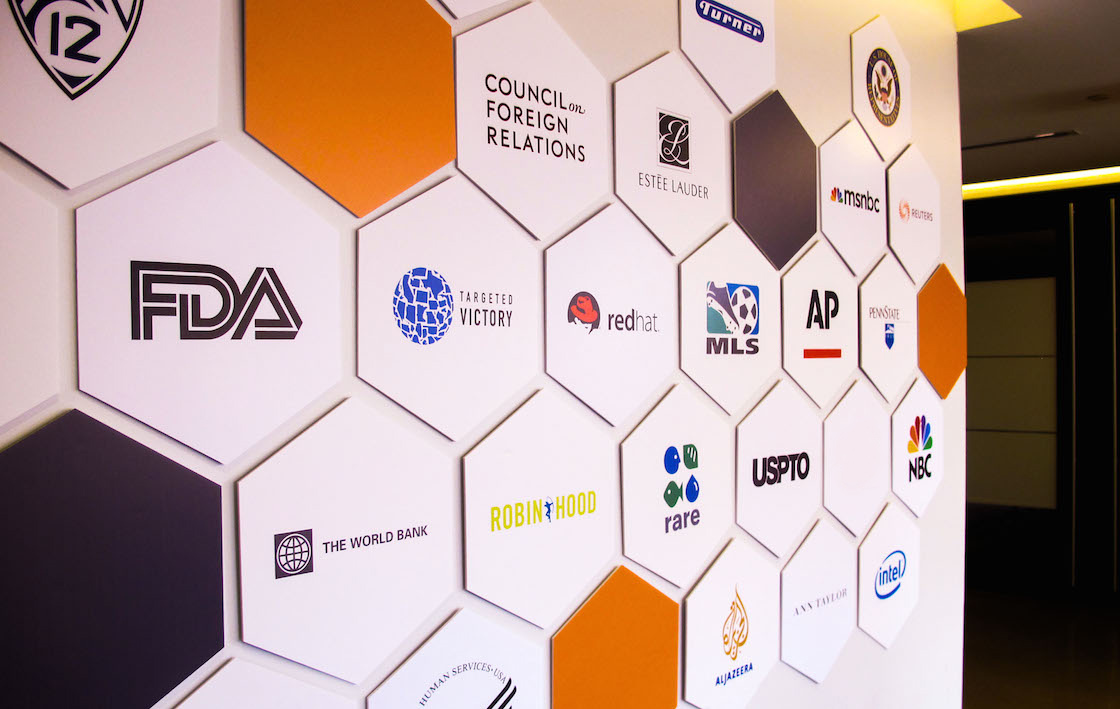 12
COUNCIL on
FOREIGN
RELATIONS
Turner
ESTĒE LAUDER
msnbc
REUTERS
FDA
TARGETED
VICTORY
redhat.
MLS
AP
PENNSTATE
THE WORLD BANK
ROBIN HOOD
rare
USPTO
NBC
HUMAN SERVICES • USA
ALJAZEERA
ANN TAYLOR
intel